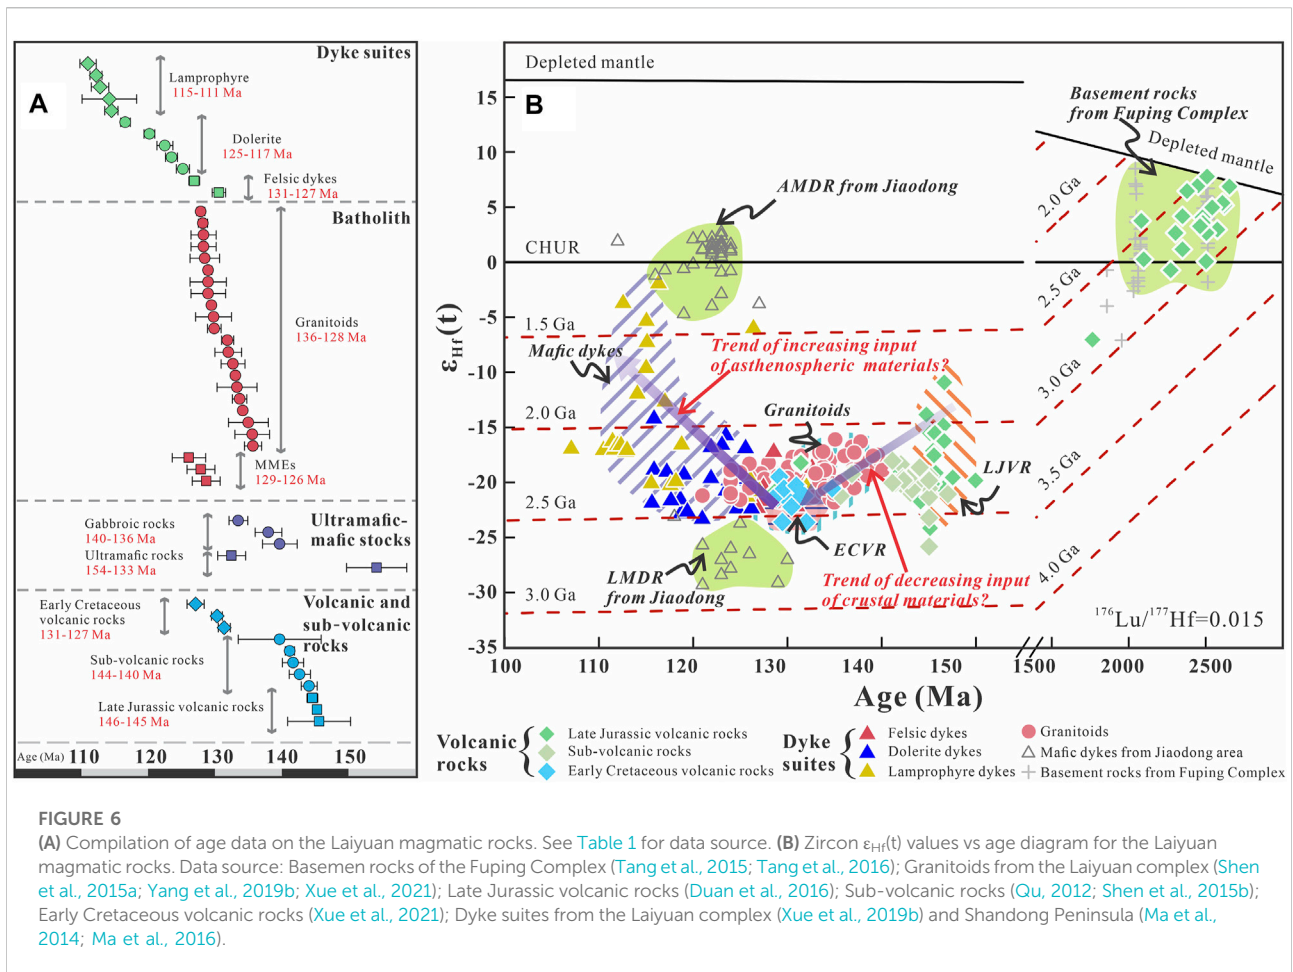 A
Dyke suites
Lamprophyre
115-111 Ma
Dolerite
125-117 Ma
Felsic dykes
131-127 Ma
Batholith
Granitoids
136-128 Ma
MMEs
129-126 Ma
Gabbroic rocks
140-136 Ma
Ultramafic rocks
154-133 Ma
Ultramafic-
mafic stocks
Early Cretaceous
volcanic rocks
131-127 Ma
Volcanic and
sub-volcanic
rocks
Sub-volcanic rocks
144-140 Ma
Late Jurassic volcanic rocks
146-145 Ma
Age (Ma) 110 120 130 140 150
B
Depleted mantle
Basement rocks
from Fuping Complex
Depleted mantle
AMDR from Jiaodong
CHUR
2.0 Ga
2.5 Ga
3.0 Ga
3.5 Ga
4.0 Ga
1.5 Ga
Mafic dykes
Trend of increasing input
of asthenospheric materials?
2.0 Ga
Granitoids
LJVR
2.5 Ga
ECVR
LMDR
from Jiaodong
Trend of decreasing input
of crustal materials?
3.0 Ga
¹⁷⁶Lu/¹⁷⁷Hf=0.015
εHf(t)
15
10
5
0
-5
-10
-15
-20
-25
-30
-35
100 110 120 130 140 150 1500 2000 2500
Age (Ma)
Volcanic
rocks
Late Jurassic volcanic rocks
Sub-volcanic rocks
Early Cretaceous volcanic rocks
Dyke
suites
Felsic dykes
Dolerite dykes
Lamprophyre dykes
Granitoids
Mafic dykes from Jiaodong area
Basement rocks from Fuping Complex
FIGURE 6
(A) Compilation of age data on the Laiyuan magmatic rocks. See Table 1 for data source. (B) Zircon εHf(t) values vs age diagram for the Laiyuan
magmatic rocks. Data source: Basemen rocks of the Fuping Complex (Tang et al., 2015; Tang et al., 2016); Granitoids from the Laiyuan complex (Shen
et al., 2015a; Yang et al., 2019b; Xue et al., 2021); Late Jurassic volcanic rocks (Duan et al., 2016); Sub-volcanic rocks (Qu, 2012; Shen et al., 2015b);
Early Cretaceous volcanic rocks (Xue et al., 2021); Dyke suites from the Laiyuan complex (Xue et al., 2019b) and Shandong Peninsula (Ma et al.,
2014; Ma et al., 2016).